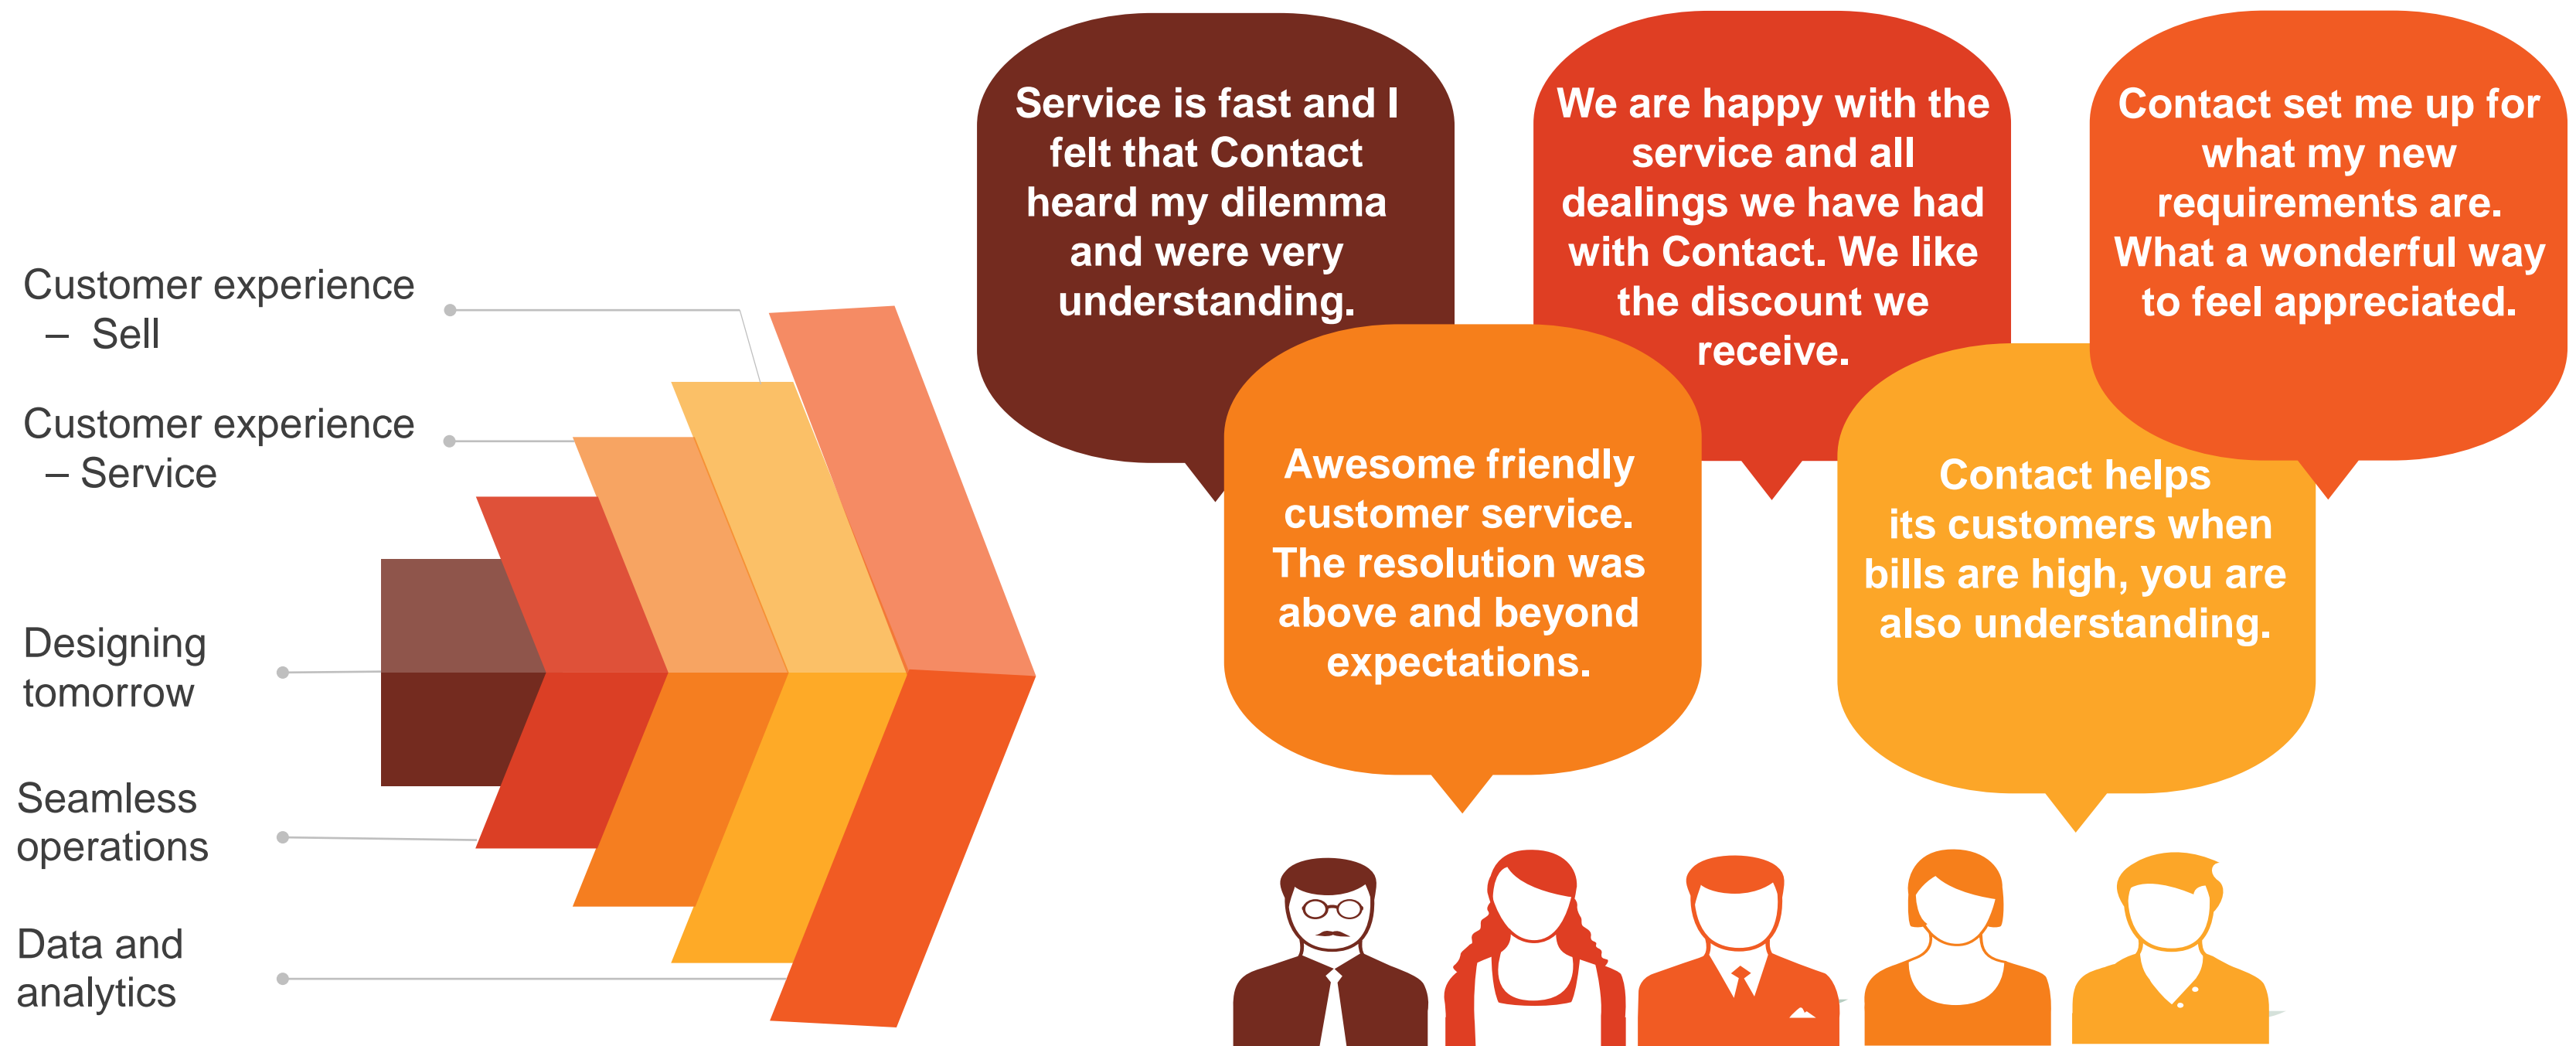 Customer experience
– Sell
Customer experience
– Service
Designing
tomorrow
Seamless
operations
Data and
analytics
Service is fast and I
felt that Contact
heard my dilemma
and were very
understanding.
We are happy with the
service and all
dealings we have had
with Contact. We like
the discount we
receive.
Contact set me up for
what my new
requirements are.
What a wonderful way
to feel appreciated.
Awesome friendly
customer service.
The resolution was
above and beyond
expectations.
Contact helps
its customers when
bills are high, you are
also understanding.